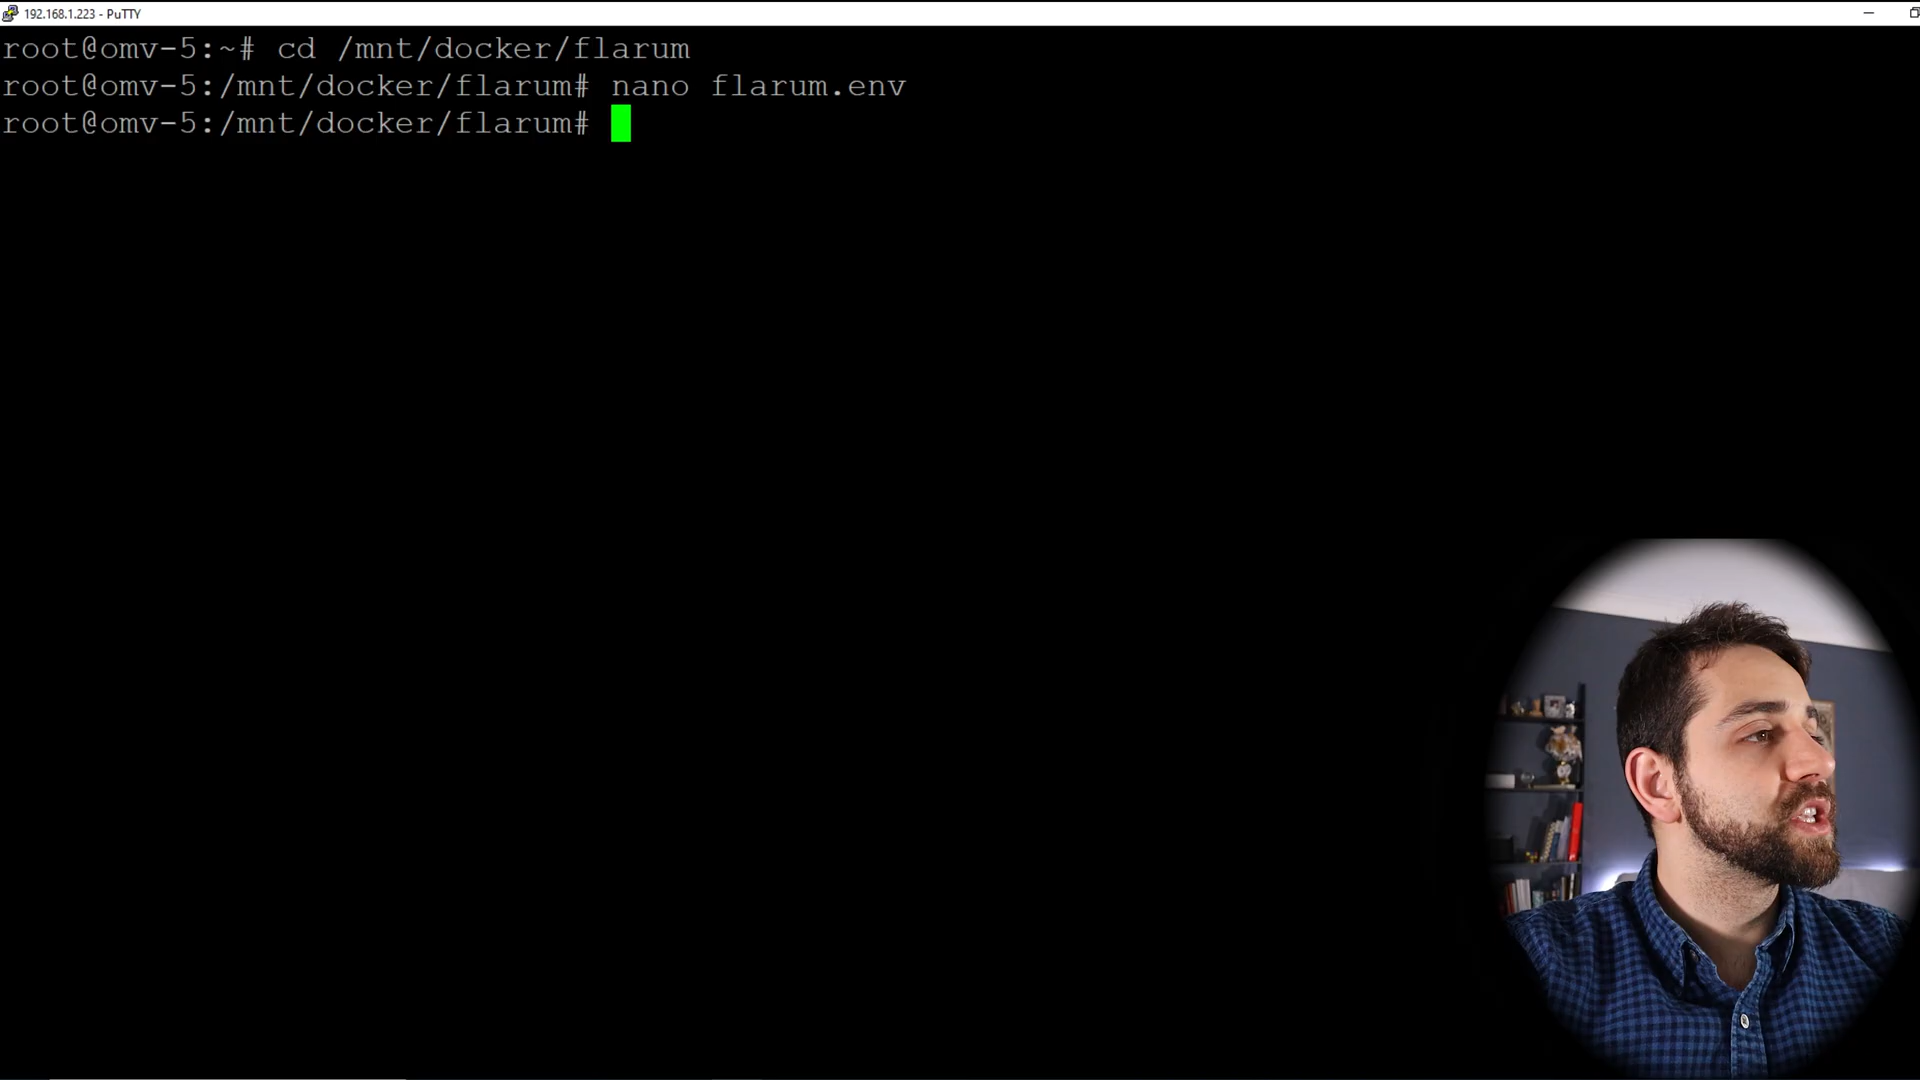 192.168.1.223 - PuTTY
root@omv-5:~# cd /mnt/docker/flarum
root@omv-5:/mnt/docker/flarum# nano flarum.env
root@omv-5:/mnt/docker/flarum#